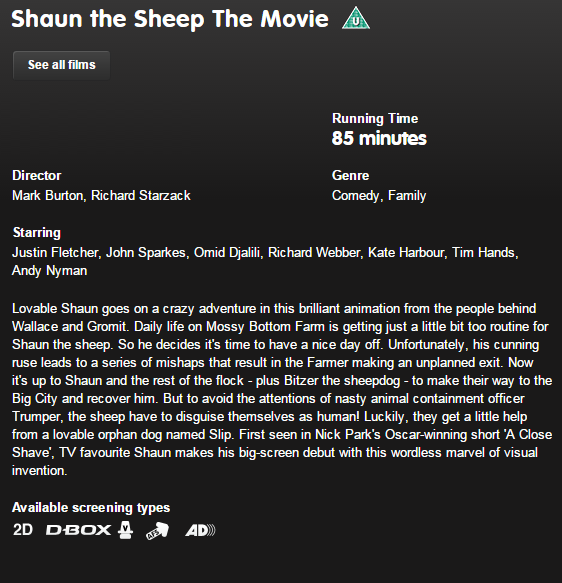 Shaun the Sheep The Movie U
See all films
Running Time
85 minutes
Director
Mark Burton, Richard Starzack
Genre
Comedy, Family
Starring
Justin Fletcher, John Sparkes, Omid Djalili, Richard Webber, Kate Harbour, Tim Hands,
Andy Nyman
Lovable Shaun goes on a crazy adventure in this brilliant animation from the people behind
Wallace and Gromit. Daily life on Mossy Bottom Farm is getting just a little bit too routine for
Shaun the sheep. So he decides it's time to have a nice day off. Unfortunately, his cunning
ruse leads to a series of mishaps that result in the Farmer making an unplanned exit. Now
it's up to Shaun and the rest of the flock - plus Bitzer the sheepdog - to make their way to the
Big City and recover him. But to avoid the attentions of nasty animal containment officer
Trumper, the sheep have to disguise themselves as human! Luckily, they get a little help
from a lovable orphan dog named Slip. First seen in Nick Park's Oscar-winning short 'A Close
Shave', TV favourite Shaun makes his big-screen debut with this wordless marvel of visual
invention.
Available screening types
2D D-BOX V AFS AD